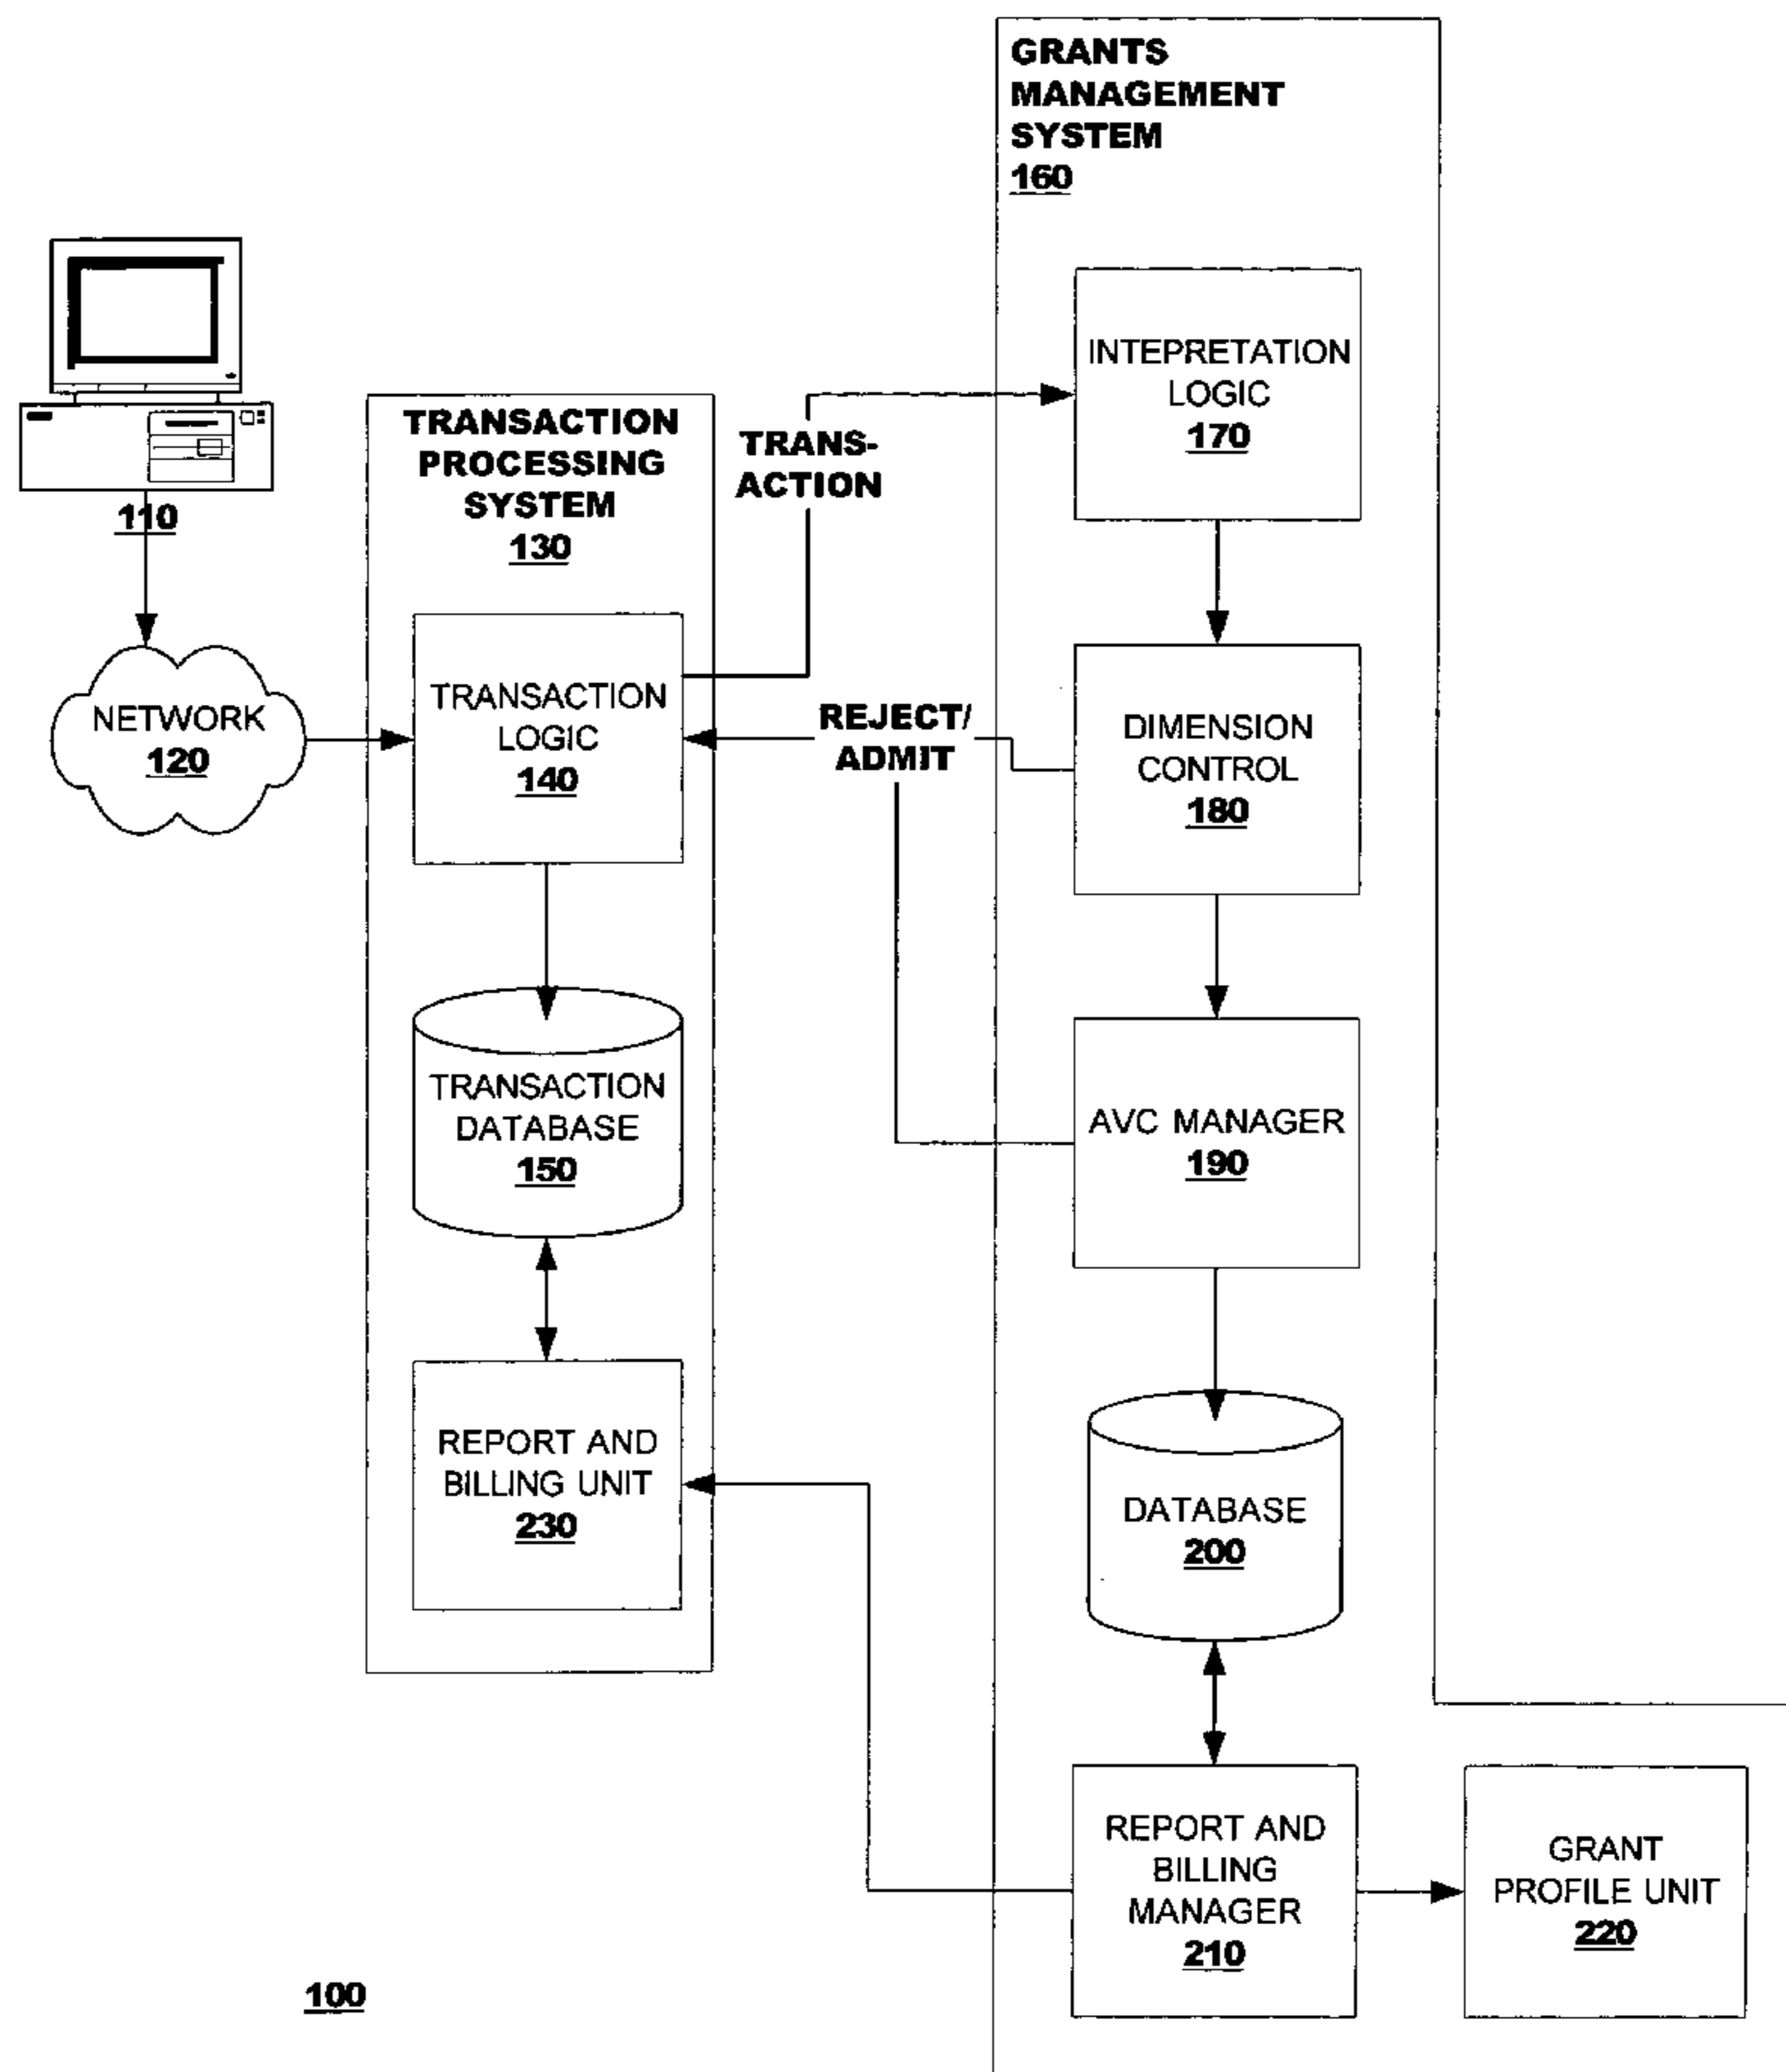 GRANTS
MANAGEMENT
SYSTEM
160
110
NETWORK
120
TRANSACTION
PROCESSING
SYSTEM
130
TRANSACTION
LOGIC
140
TRANSACTION
DATABASE
150
REPORT AND
BILLING UNIT
230
TRANS-
ACTION
REJECT/
ADMIT
INTEPRETATION
LOGIC
170
DIMENSION
CONTROL
180
AVC MANAGER
190
DATABASE
200
REPORT AND
BILLING
MANAGER
210
GRANT
PROFILE UNIT
220
100